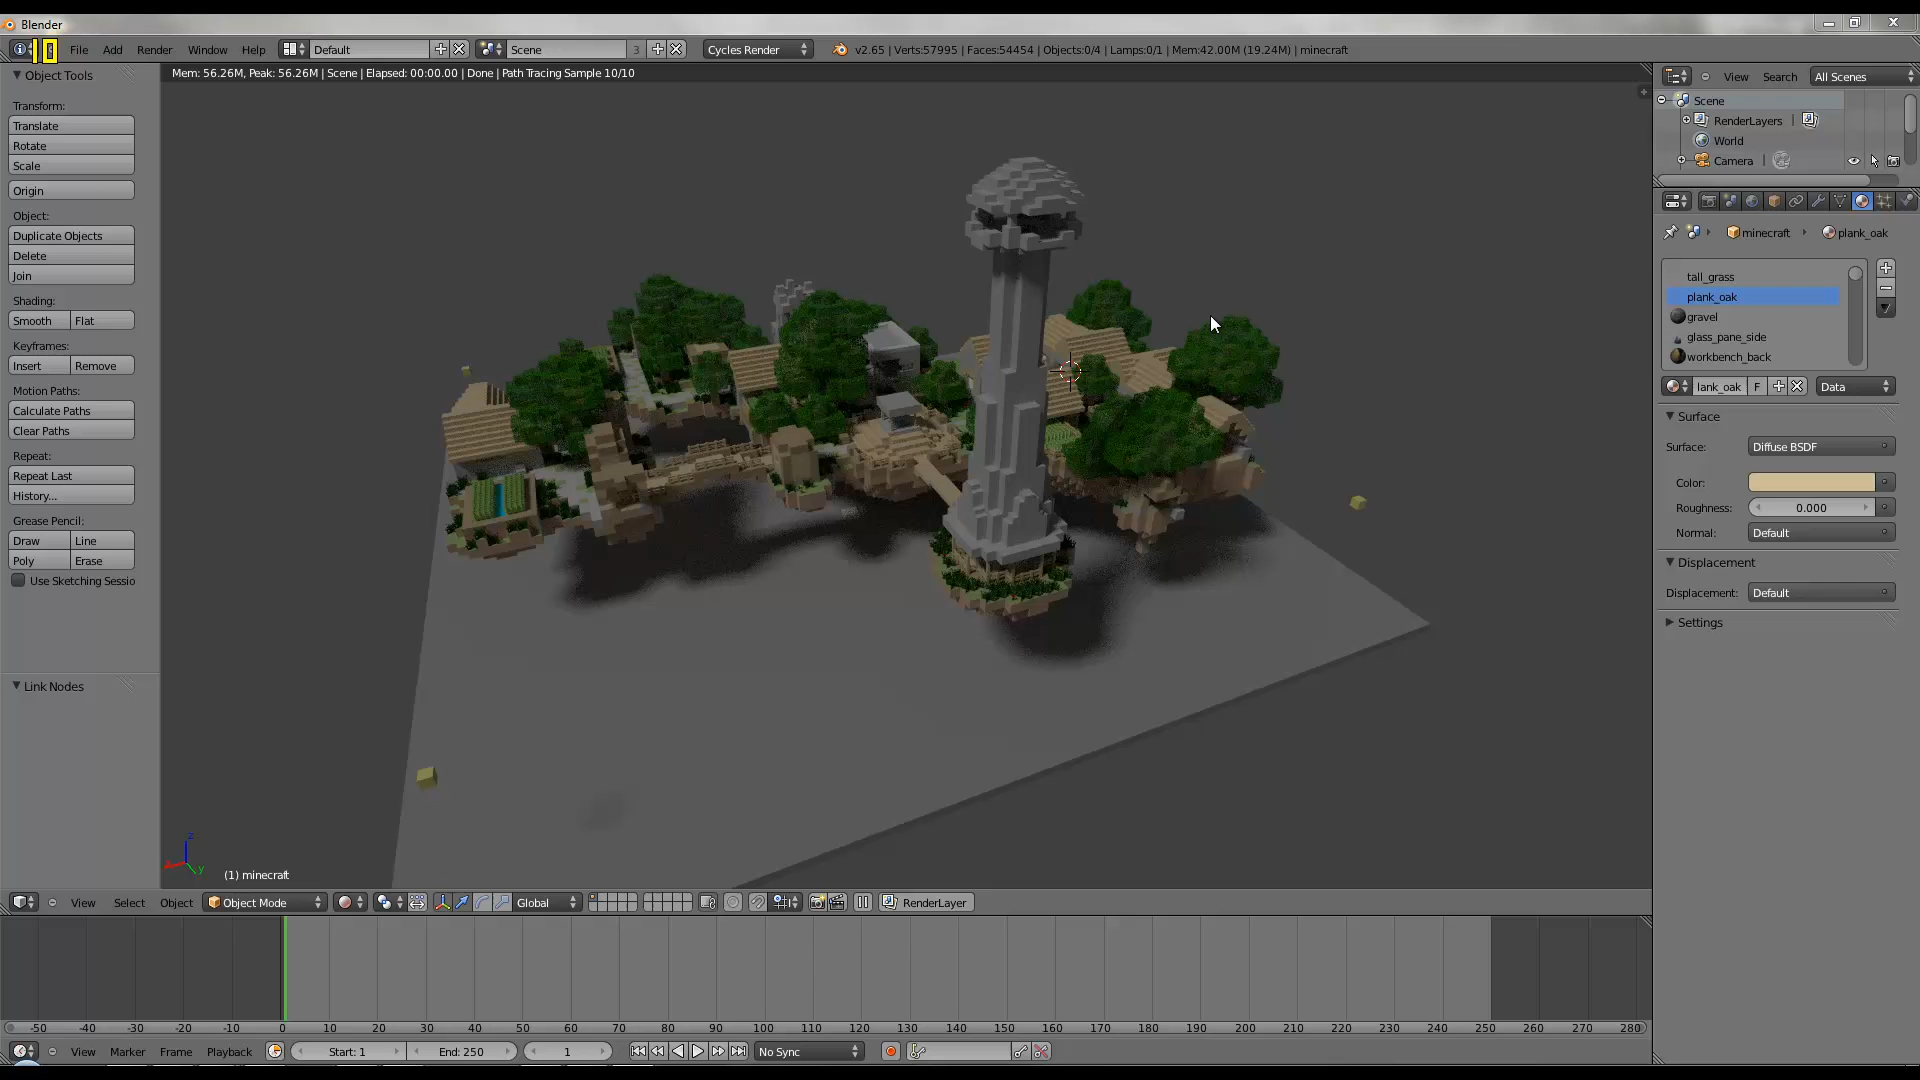 Blender
File Add Render Window Help Default Scene 3 Cycles Render v2.65 | Verts:57995 | Faces:54454 | Objects:0/4 | Lamps:0/1 | Mem:42.00M (19.24M) | minecraft
Object Tools
Mem: 56.26M, Peak: 56.26M | Scene | Elapsed: 00:00.00 | Done | Path Tracing Sample 10/10
View Search All Scenes
Scene
RenderLayers |
World
Camera
Transform:
Translate
Rotate
Scale
Origin
Object:
Duplicate Objects
Delete
Join
Shading:
Smooth Flat
Keyframes:
Insert Remove
Motion Paths:
Calculate Paths
Clear Paths
Repeat:
Repeat Last
History...
Grease Pencil:
Draw Line
Poly Erase
Use Sketching Sessio
Link Nodes
minecraft plank_oak
tall_grass
plank_oak
gravel
glass_pane_side
workbench_back
lank_oak F Data
Surface
Surface: Diffuse BSDF
Color:
Roughness: 0.000
Normal: Default
Displacement
Displacement: Default
Settings
z
x
y
(1) minecraft
View Select Object Object Mode Global RenderLayer
-50 -40 -30 -20 -10 0 10 20 30 40 50 60 70 80 90 100 110 120 130 140 150 160 170 180 190 200 210 220 230 240 250 260 270 280
View Marker Frame Playback Start: 1 End: 250 1 No Sync